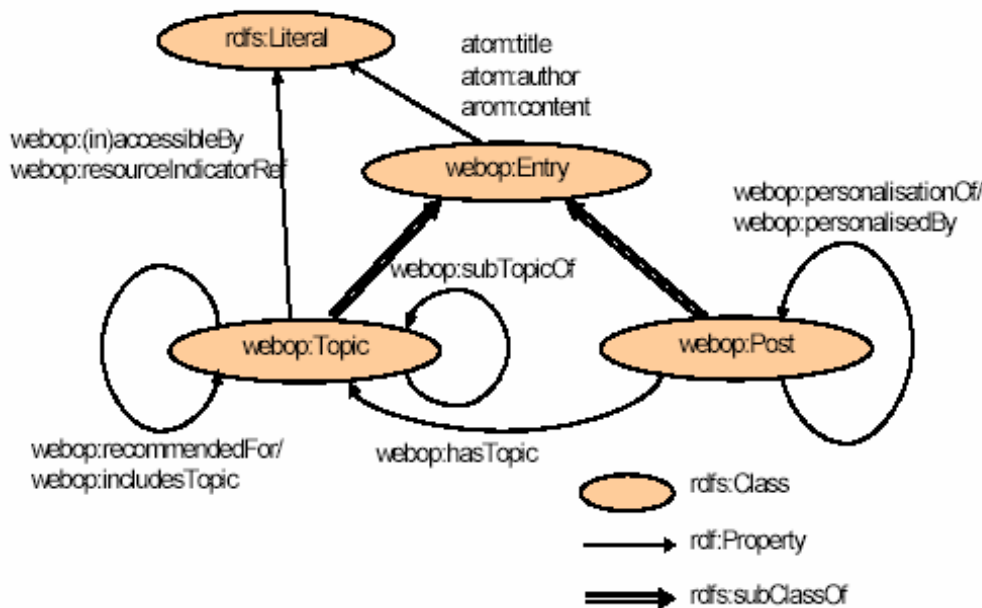 rdfs:Literal
atom:title
atom:author
arom:content
webop:(in)accessibleBy
webop:resourceIndicatorRef
webop:Entry
webop:personalisationOf/
webop:personalisedBy
webop:subTopicOf
webop:Topic
webop:Post
webop:recommendedFor/
webop:includesTopic
webop:hasTopic
rdfs:Class
rdf:Property
rdfs:subClassOf